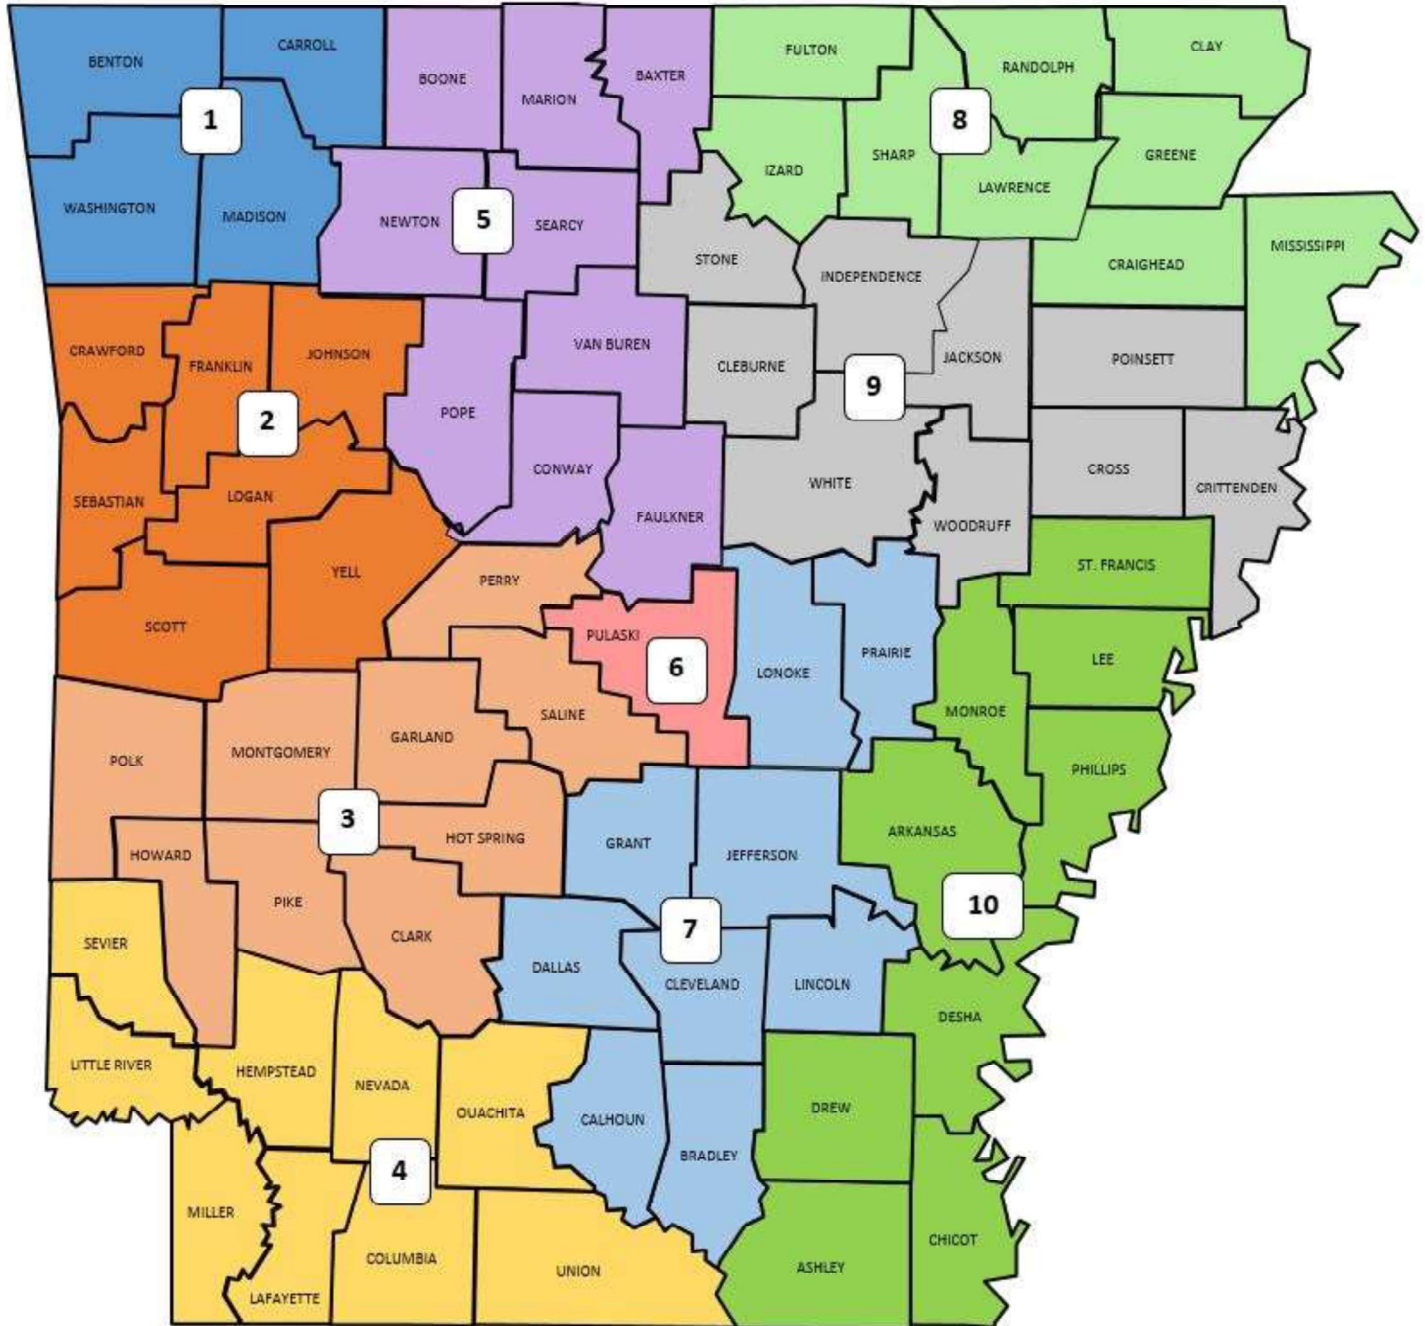 BENTON
CARROLL
BOONE
MARION
BAXTER
FULTON
RANDOLPH
CLAY
1
8
WASHINGTON
MADISON
NEWTON
5
SEARCY
IZARD
SHARP
LAWRENCE
GREENE
STONE
INDEPENDENCE
CRAIGHEAD
MISSISSIPPI
CRAWFORD
FRANKLIN
JOHNSON
VAN BUREN
CLEBURNE
JACKSON
POINSETT
2
POPE
9
SEBASTIAN
LOGAN
CONWAY
FAULKNER
WHITE
WOODRUFF
CROSS
CRITTENDEN
YELL
PERRY
ST. FRANCIS
SCOTT
PULASKI
6
LONOKE
PRAIRIE
LEE
MONROE
POLK
MONTGOMERY
GARLAND
SALINE
PHILLIPS
3
HOWARD
HOT SPRING
GRANT
JEFFERSON
ARKANSAS
PIKE
10
SEVIER
CLARK
7
DALLAS
CLEVELAND
LINCOLN
DESHA
LITTLE RIVER
HEMPSTEAD
NEVADA
OUACHITA
CALHOUN
DREW
BRADLEY
4
MILLER
COLUMBIA
UNION
CHICOT
ASHLEY
LAFAYETTE